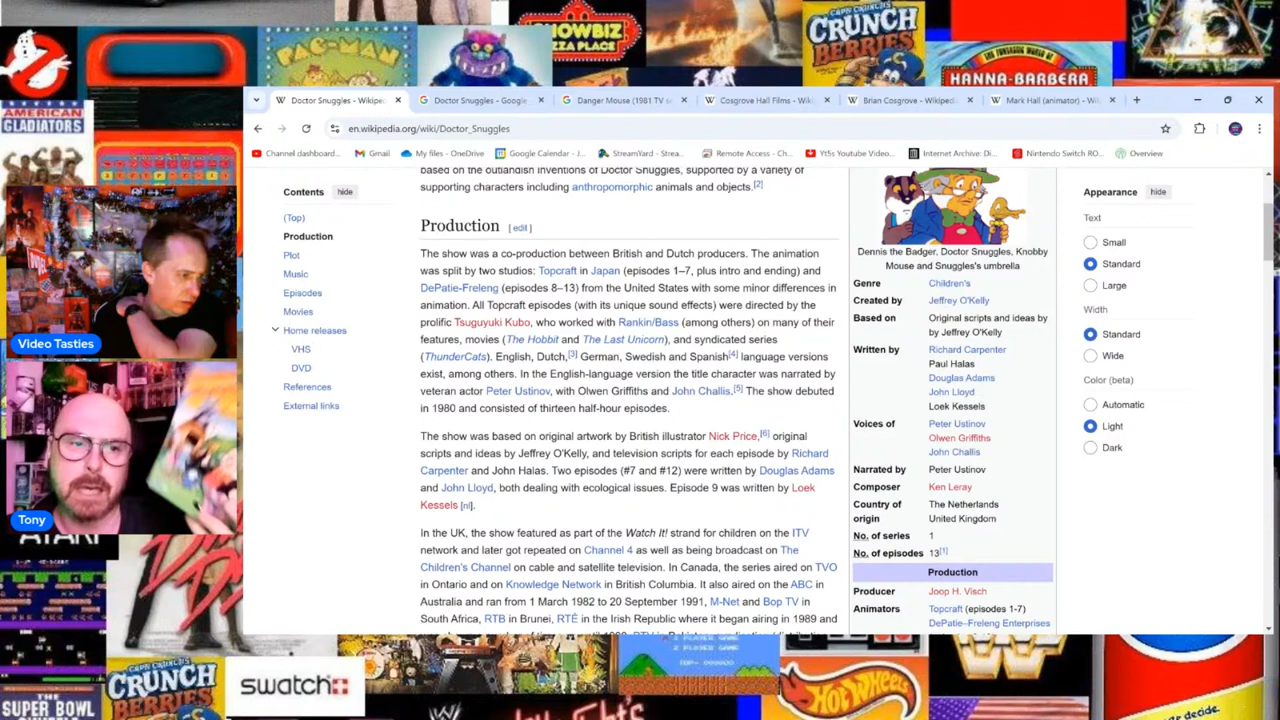 SHOWBIZ
ZZA PLACE
CRUNCH
BERRIES
PAC-MAN
THE FUNTASTIC WORLD OF
HANNA-BARBERA
AMERICAN
GLADIATORS
Doctor Snuggles - Wikipe
Doctor Snuggles - Google
Danger Mouse (1981 TV s
Cosgrove Hall Films - Wiki
Brian Cosgrove - Wikiped
Mark Hall (animator) - Wi
en.wikipedia.org/wiki/Doctor_Snuggles
Channel dashboard...
Gmail
My files - OneDrive
Google Calendar - J...
StreamYard - Strea...
Remote Access - Ch...
Yt5s Youtube Video...
Internet Archive: Di...
Nintendo Switch RO...
Overview
Contents
hide
(Top)
Production
Plot
Music
Episodes
Movies
Home releases
VHS
DVD
References
External links
based on the outlandish inventions of Doctor Snuggles, supported by a variety of
supporting characters including anthropomorphic animals and objects.[2]
Production [ edit ]
The show was a co-production between British and Dutch producers. The animation
was split by two studios: Topcraft in Japan (episodes 1–7, plus intro and ending) and
DePatie-Freleng (episodes 8–13) from the United States with some minor differences in
animation. All Topcraft episodes (with its unique sound effects) were directed by the
prolific Tsuguyuki Kubo, who worked with Rankin/Bass (among others) on many of their
features, movies (The Hobbit and The Last Unicorn), and syndicated series
(ThunderCats). English, Dutch,[3] German, Swedish and Spanish[4] language versions
exist, among others. In the English-language version the title character was narrated by
veteran actor Peter Ustinov, with Olwen Griffiths and John Challis.[5] The show debuted
in 1980 and consisted of thirteen half-hour episodes.
The show was based on original artwork by British illustrator Nick Price,[6] original
scripts and ideas by Jeffrey O'Kelly, and television scripts for each episode by Richard
Carpenter and John Halas. Two episodes (#7 and #12) were written by Douglas Adams
and John Lloyd, both dealing with ecological issues. Episode 9 was written by Loek
Kessels [nl].
In the UK, the show featured as part of the Watch It! strand for children on the ITV
network and later got repeated on Channel 4 as well as being broadcast on The
Children's Channel on cable and satellite television. In Canada, the series aired on TVO
in Ontario and on Knowledge Network in British Columbia. It also aired on the ABC in
Australia and ran from 1 March 1982 to 20 September 1991, M-Net and Bop TV in
South Africa, RTB in Brunei, RTÉ in the Irish Republic where it began airing in 1989 and
Dennis the Badger, Doctor Snuggles, Knobby
Mouse and Snuggles's umbrella
Genre Children's
Created by Jeffrey O'Kelly
Based on Original scripts and ideas
by Jeffrey O'Kelly
Written by Richard Carpenter
Paul Halas
Douglas Adams
John Lloyd
Loek Kessels
Voices of Peter Ustinov
Olwen Griffiths
John Challis
Narrated by Peter Ustinov
Composer Ken Leray
Country of The Netherlands
origin United Kingdom
No. of series 1
No. of episodes 13[1]
Production
Producer Joop H. Visch
Animators Topcraft (episodes 1-7)
DePatie–Freleng Enterprises
Appearance
hide
Text
Small
Standard
Large
Width
Standard
Wide
Color (beta)
Automatic
Light
Dark
Video Tasties
Tony
ATARI
CAP'N CRUNCH'S
CRUNCH
BERRIES
swatch
THE
SUPER BOWL
2 PLAYER GAME
HOT WHEELS